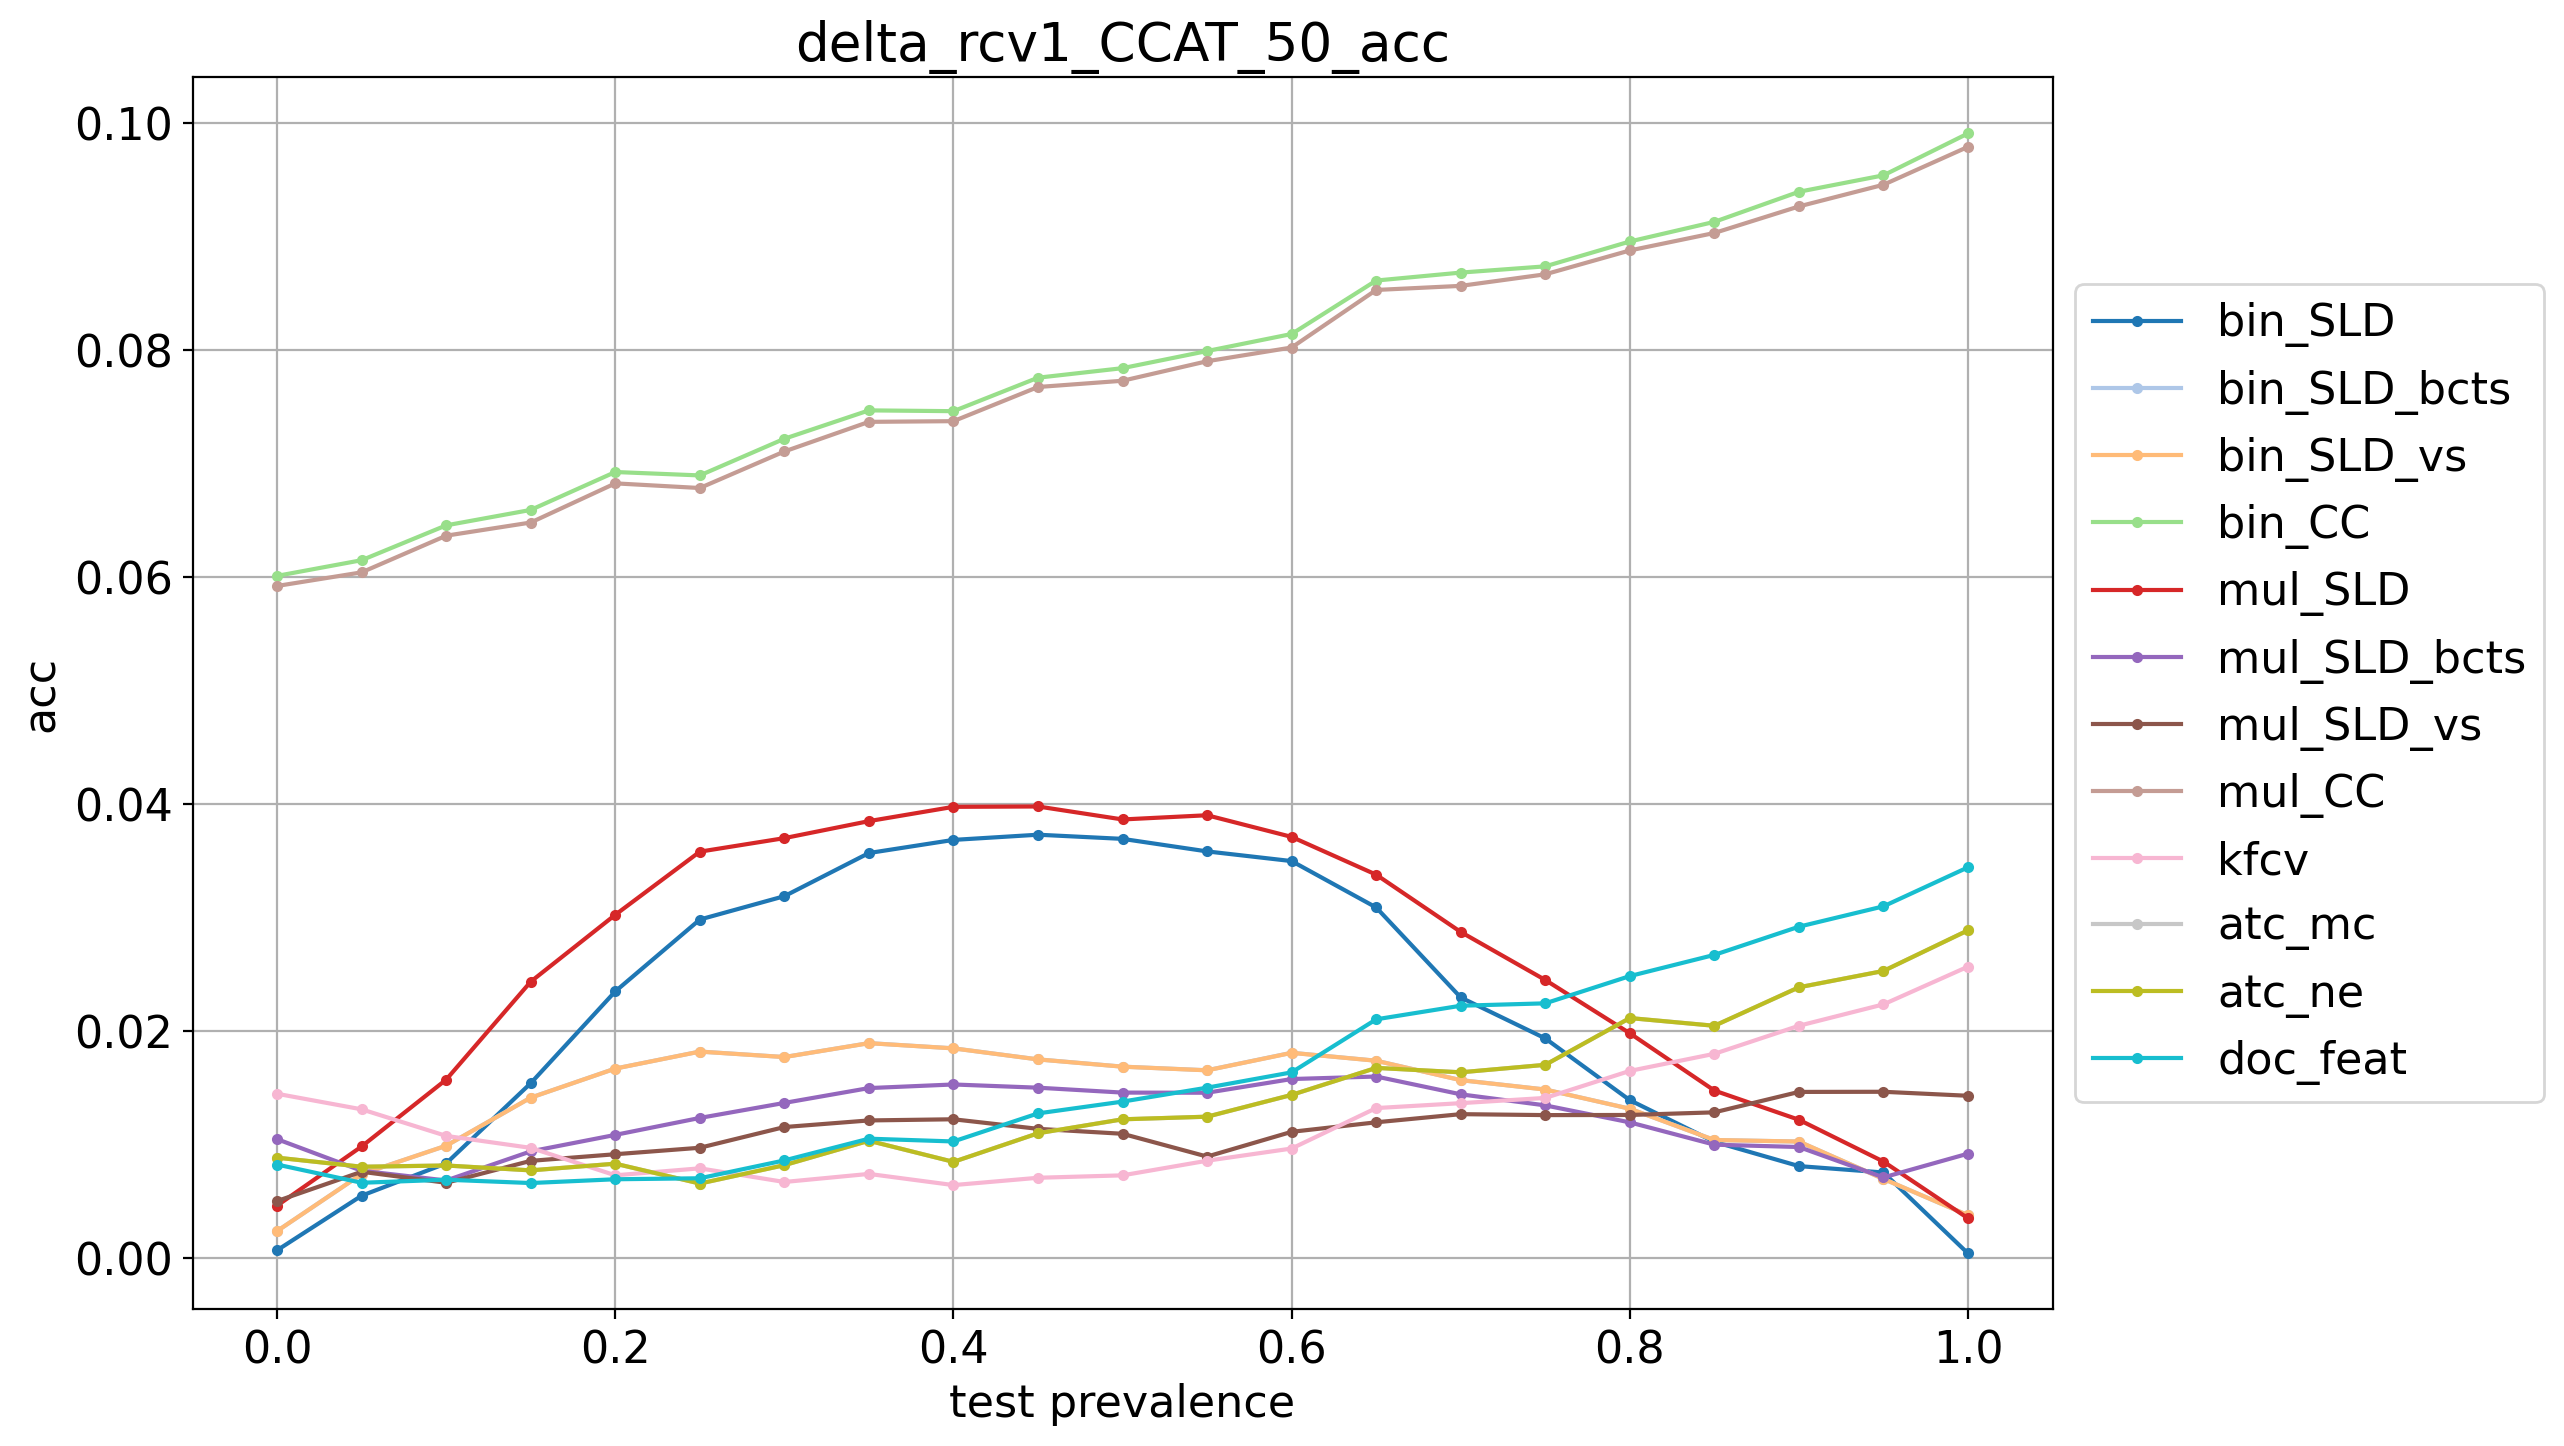 delta_rcv1_CCAT_50_acc
0.10
0.08
0.06
0.04
0.02
0.00
acc
0.0 0.2 0.4 0.6 0.8 1.0
test prevalence
bin_SLD
bin_SLD_bcts
bin_SLD_vs
bin_CC
mul_SLD
mul_SLD_bcts
mul_SLD_vs
mul_CC
kfcv
atc_mc
atc_ne
doc_feat